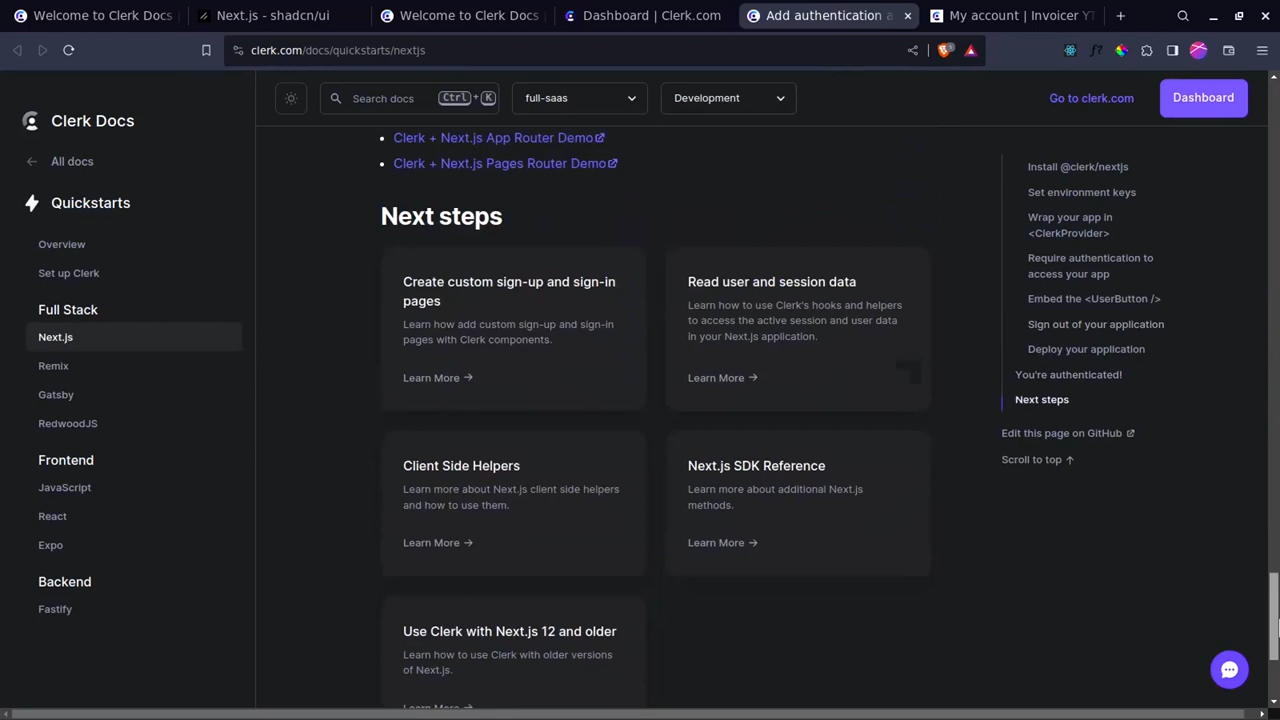 Welcome to Clerk Docs
Next.js - shadcn/ui
Welcome to Clerk Docs
Dashboard | Clerk.com
Add authentication a
My account | Invoicer YT
clerk.com/docs/quickstarts/nextjs
Clerk Docs
Search docs
Ctrl + K
full-saas
Development
Go to clerk.com
Dashboard
All docs
Quickstarts
Overview
Set up Clerk
Full Stack
Next.js
Remix
Gatsby
RedwoodJS
Frontend
JavaScript
React
Expo
Backend
Fastify
Clerk + Next.js App Router Demo
Clerk + Next.js Pages Router Demo
Next steps
Create custom sign-up and sign-in
pages
Learn how add custom sign-up and sign-in
pages with Clerk components.
Learn More →
Read user and session data
Learn how to use Clerk's hooks and helpers
to access the active session and user data
in your Next.js application.
Learn More →
Client Side Helpers
Learn more about Next.js client side helpers
and how to use them.
Learn More →
Next.js SDK Reference
Learn more about additional Next.js
methods.
Learn More →
Use Clerk with Next.js 12 and older
Learn how to use Clerk with older versions
of Next.js.
Learn More →
Install @clerk/nextjs
Set environment keys
Wrap your app in
<ClerkProvider>
Require authentication to
access your app
Embed the <UserButton />
Sign out of your application
Deploy your application
You're authenticated!
Next steps
Edit this page on GitHub
Scroll to top ↑